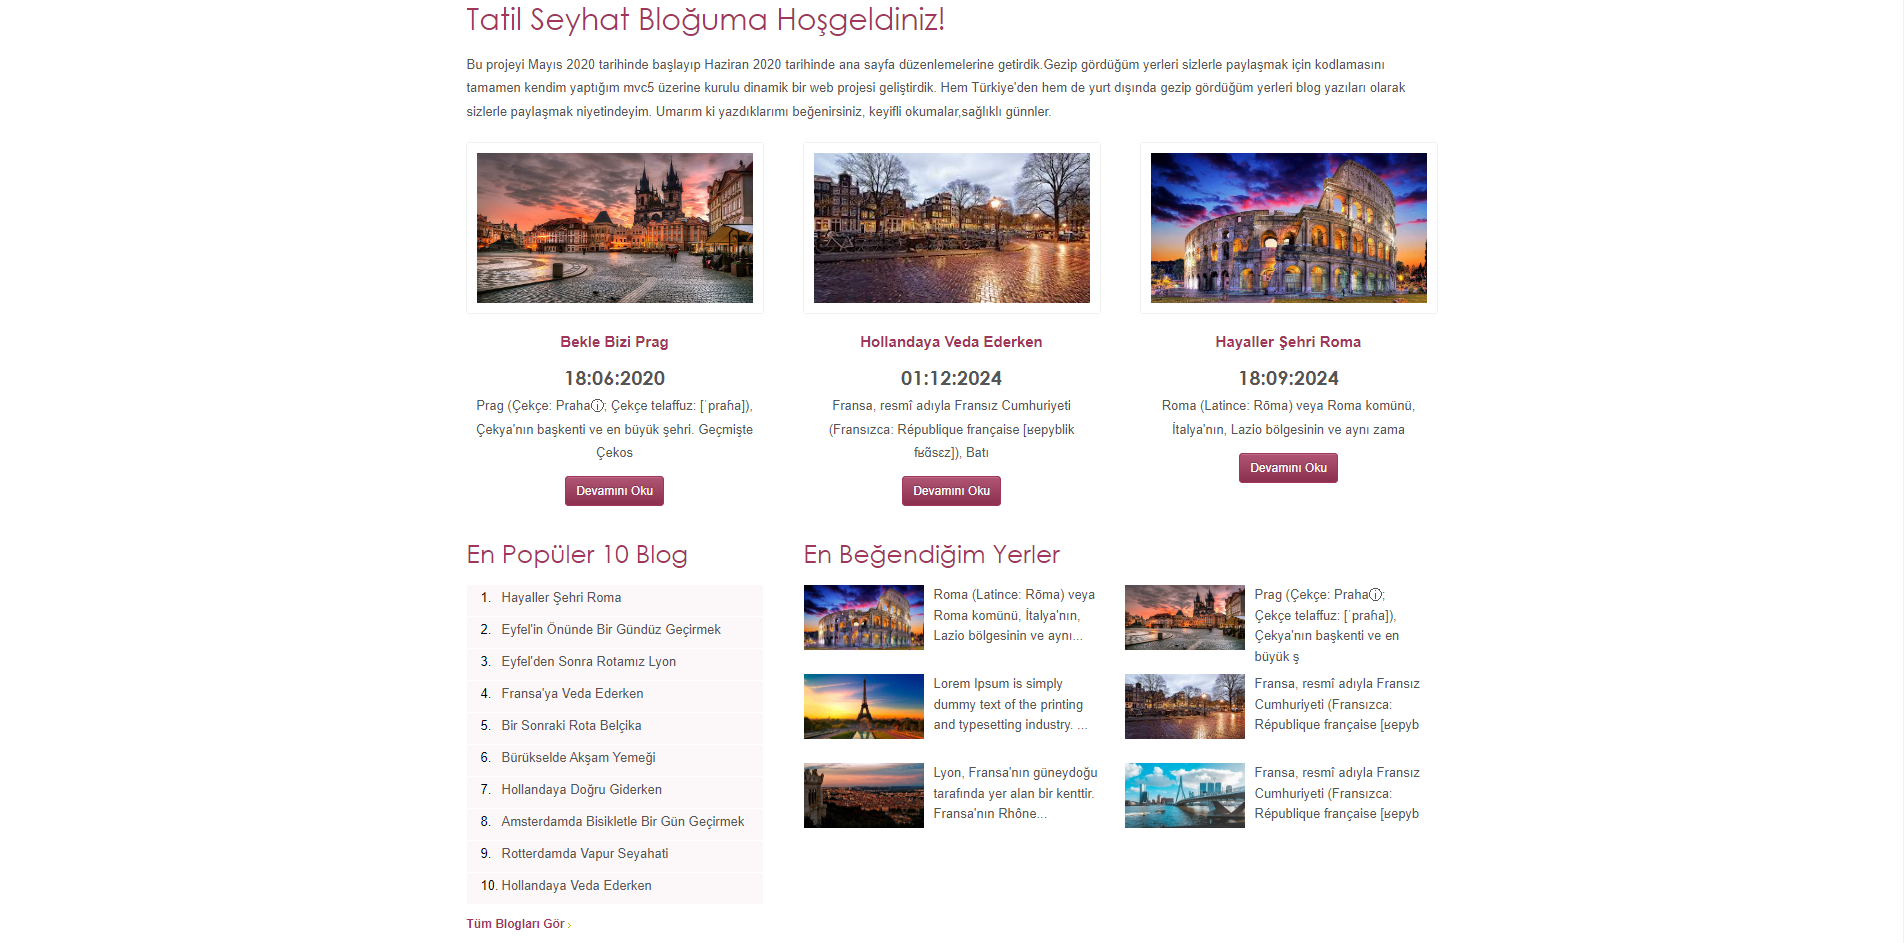 Tatil Seyhat Bloğuma Hoşgeldiniz!
Bu projeyi Mayıs 2020 tarihinde başlayıp Haziran 2020 tarihinde ana sayfa düzenlemelerine getirdik.Gezip gördüğüm yerleri sizlerle paylaşmak için kodlamasını
tamamen kendim yaptığım mvc5 üzerine kurulu dinamik bir web projesi geliştirdik. Hem Türkiye'den hem de yurt dışında gezip gördüğüm yerleri blog yazıları olarak
sizlerle paylaşmak niyetindeyim. Umarım ki yazdıklarımı beğenirsiniz, keyifli okumalar,sağlıklı günnler.
Bekle Bizi Prag
18:06:2020
Prag (Çekçe: Prahaⓘ; Çekçe telaffuz: [ˈpraɦa]),
Çekya'nın başkenti ve en büyük şehri. Geçmişte
Çekos
Devamını Oku
Hollandaya Veda Ederken
01:12:2024
Fransa, resmî adıyla Fransız Cumhuriyeti
(Fransızca: République française [ʁepyblik
fʁɑ̃sɛz]), Batı
Devamını Oku
Hayaller Şehri Roma
18:09:2024
Roma (Latince: Rōma) veya Roma komünü,
İtalya'nın, Lazio bölgesinin ve aynı zama
Devamını Oku
En Popüler 10 Blog
1. Hayaller Şehri Roma
2. Eyfel'in Önünde Bir Gündüz Geçirmek
3. Eyfel'den Sonra Rotamız Lyon
4. Fransa'ya Veda Ederken
5. Bir Sonraki Rota Belçika
6. Bürükselde Akşam Yemeği
7. Hollandaya Doğru Giderken
8. Amsterdamda Bisikletle Bir Gün Geçirmek
9. Rotterdamda Vapur Seyahati
10. Hollandaya Veda Ederken
Tüm Blogları Gör ›
En Beğendiğim Yerler
Roma (Latince: Rōma) veya
Roma komünü, İtalya'nın,
Lazio bölgesinin ve aynı...
Prag (Çekçe: Prahaⓘ;
Çekçe telaffuz: [ˈpraɦa]),
Çekya'nın başkenti ve en
büyük ş
Lorem Ipsum is simply
dummy text of the printing
and typesetting industry. ...
Fransa, resmî adıyla Fransız
Cumhuriyeti (Fransızca:
République française [ʁepyb
Lyon, Fransa'nın güneydoğu
tarafında yer alan bir kenttir.
Fransa'nın Rhône...
Fransa, resmî adıyla Fransız
Cumhuriyeti (Fransızca:
République française [ʁepyb